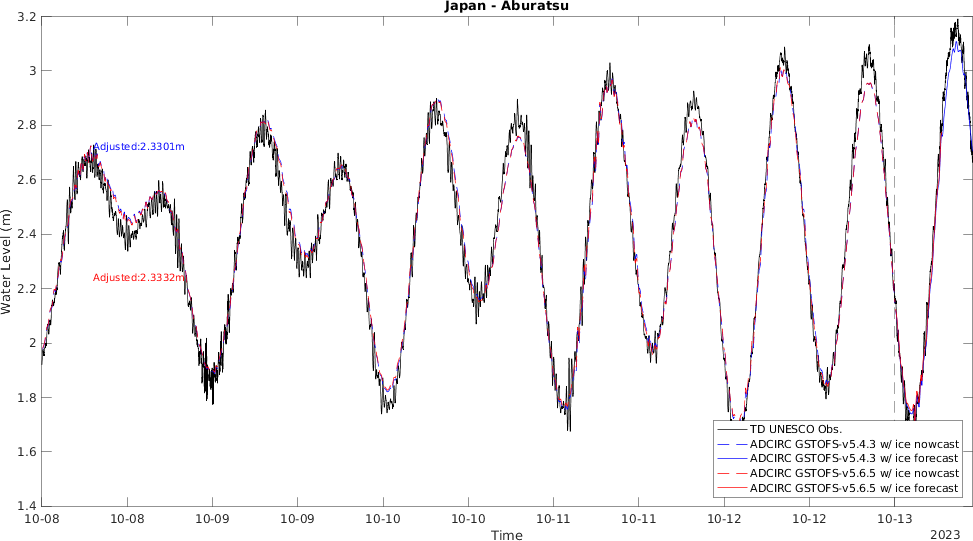 Japan - Aburatsu
3.2
3
2.8
2.6
2.4
2.2
2
1.8
1.6
1.4
Water Level (m)
Adjusted:2.3301m
Adjusted:2.3332m
TD UNESCO Obs.
ADCIRC GSTOFS-v5.4.3 w/ ice nowcast
ADCIRC GSTOFS-v5.4.3 w/ ice forecast
ADCIRC GSTOFS-v5.6.5 w/ ice nowcast
ADCIRC GSTOFS-v5.6.5 w/ ice forecast
10-08 10-08 10-09 10-09 10-10 10-10 10-11 10-11 10-12 10-12 10-13
Time
2023